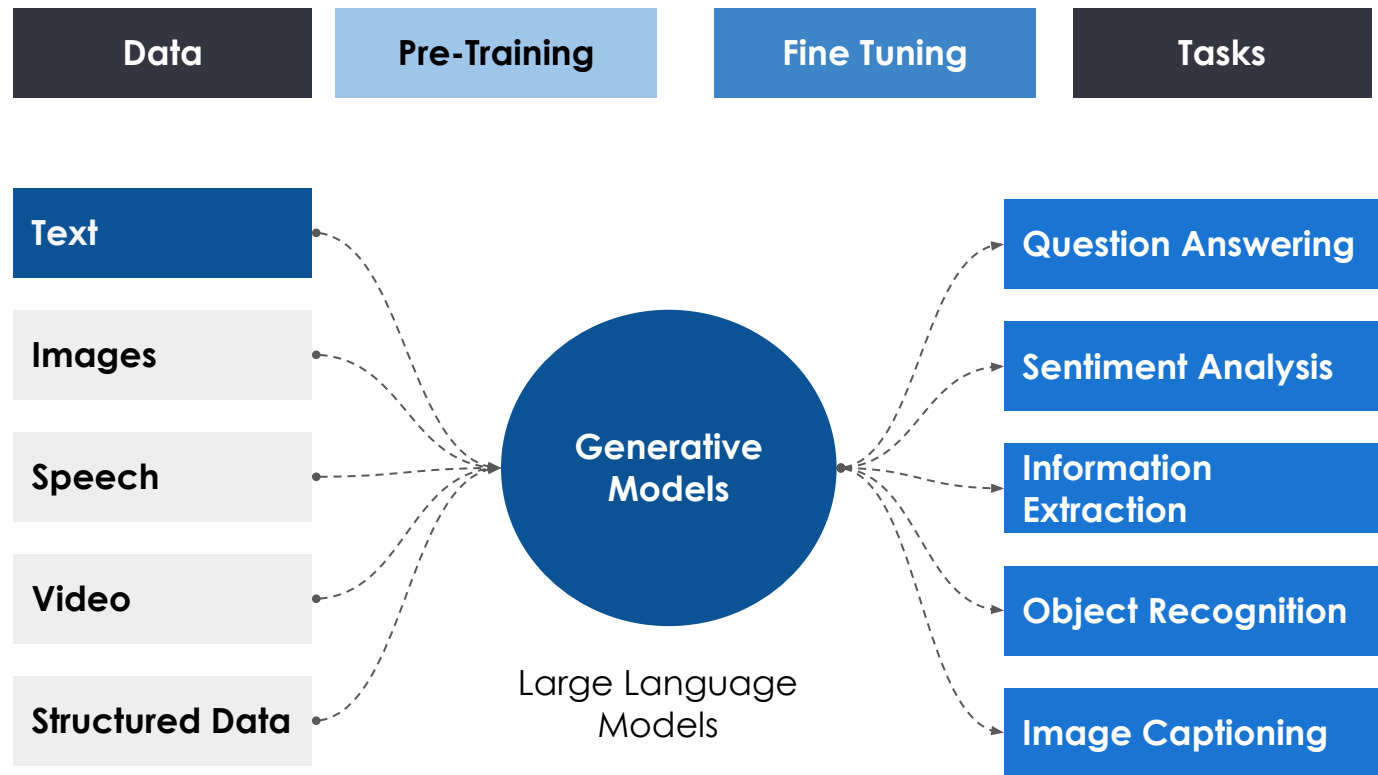 Data
Pre-Training
Fine Tuning
Tasks
Text
Images
Speech
Video
Structured Data
Generative
Models
Large Language
Models
Question Answering
Sentiment Analysis
Information
Extraction
Object Recognition
Image Captioning